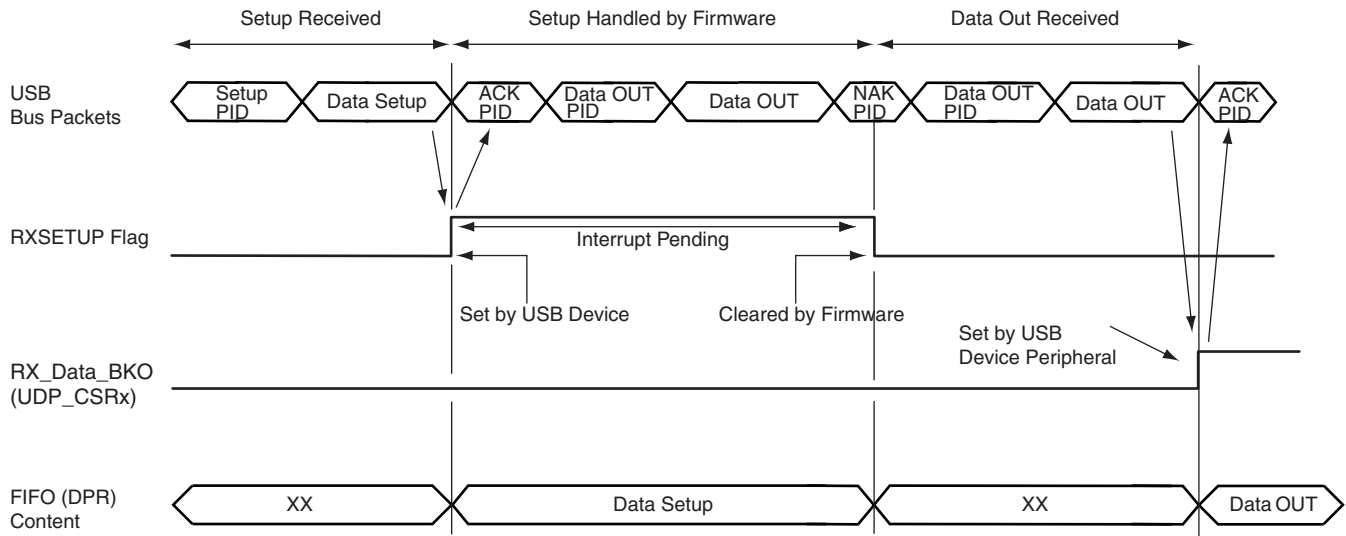 Setup Received
Setup Handled by Firmware
Data Out Received
USB
Bus Packets
Setup
PID
Data Setup
ACK
PID
Data OUT
PID
Data OUT
NAK
PID
Data OUT
PID
Data OUT
ACK
PID
RXSETUP Flag
Interrupt Pending
Set by USB Device
Cleared by Firmware
Set by USB
Device Peripheral
RX_Data_BKO
(UDP_CSRx)
FIFO (DPR)
Content
XX
Data Setup
XX
Data OUT